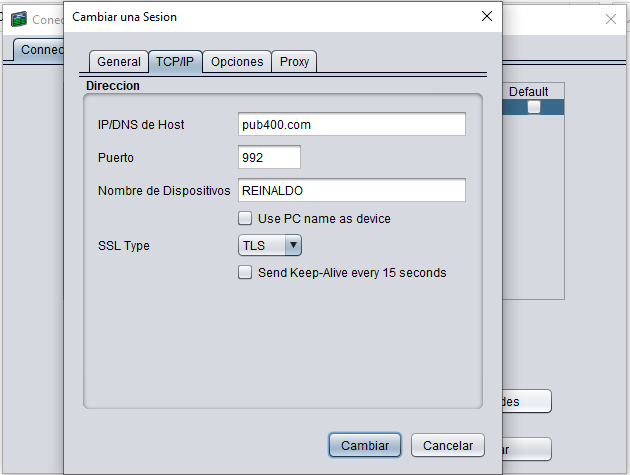 Cambiar una Sesion
Conec
Connec
General TCP/IP Opciones Proxy
Direccion
Default
IP/DNS de Host pub400.com
Puerto 992
Nombre de Dispositivos REINALDO
Use PC name as device
SSL Type TLS
Send Keep-Alive every 15 seconds
des
ar
Cambiar Cancelar